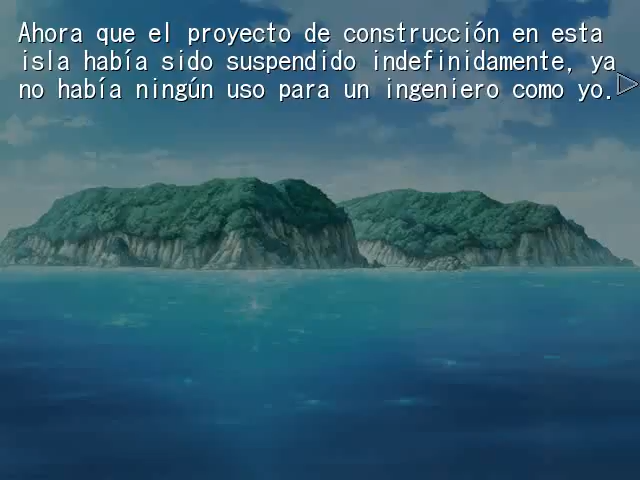 Ahora que el proyecto de construcción en esta
isla había sido suspendido indefinidamente, ya
no había ningún uso para un ingeniero como yo.